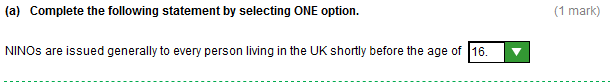 (a) Complete the following statement by selecting ONE option. (1 mark)
NINOs are issued generally to every person living in the UK shortly before the age of 16.